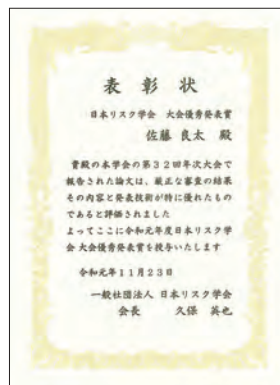 表彰状
日本リスク学会 大会優秀発表賞
佐藤 良太 殿
貴殿の本学会の第32回年次大会で
報告された論文は、厳正な審査の結果
その内容と発表技術が特に優れたもの
であると評価されました
よってここに令和元年度日本リスク学
会大会優秀発表賞を授与いたします
令和元年11月23日
一般社団法人 日本リスク学会
会長 久保 英也